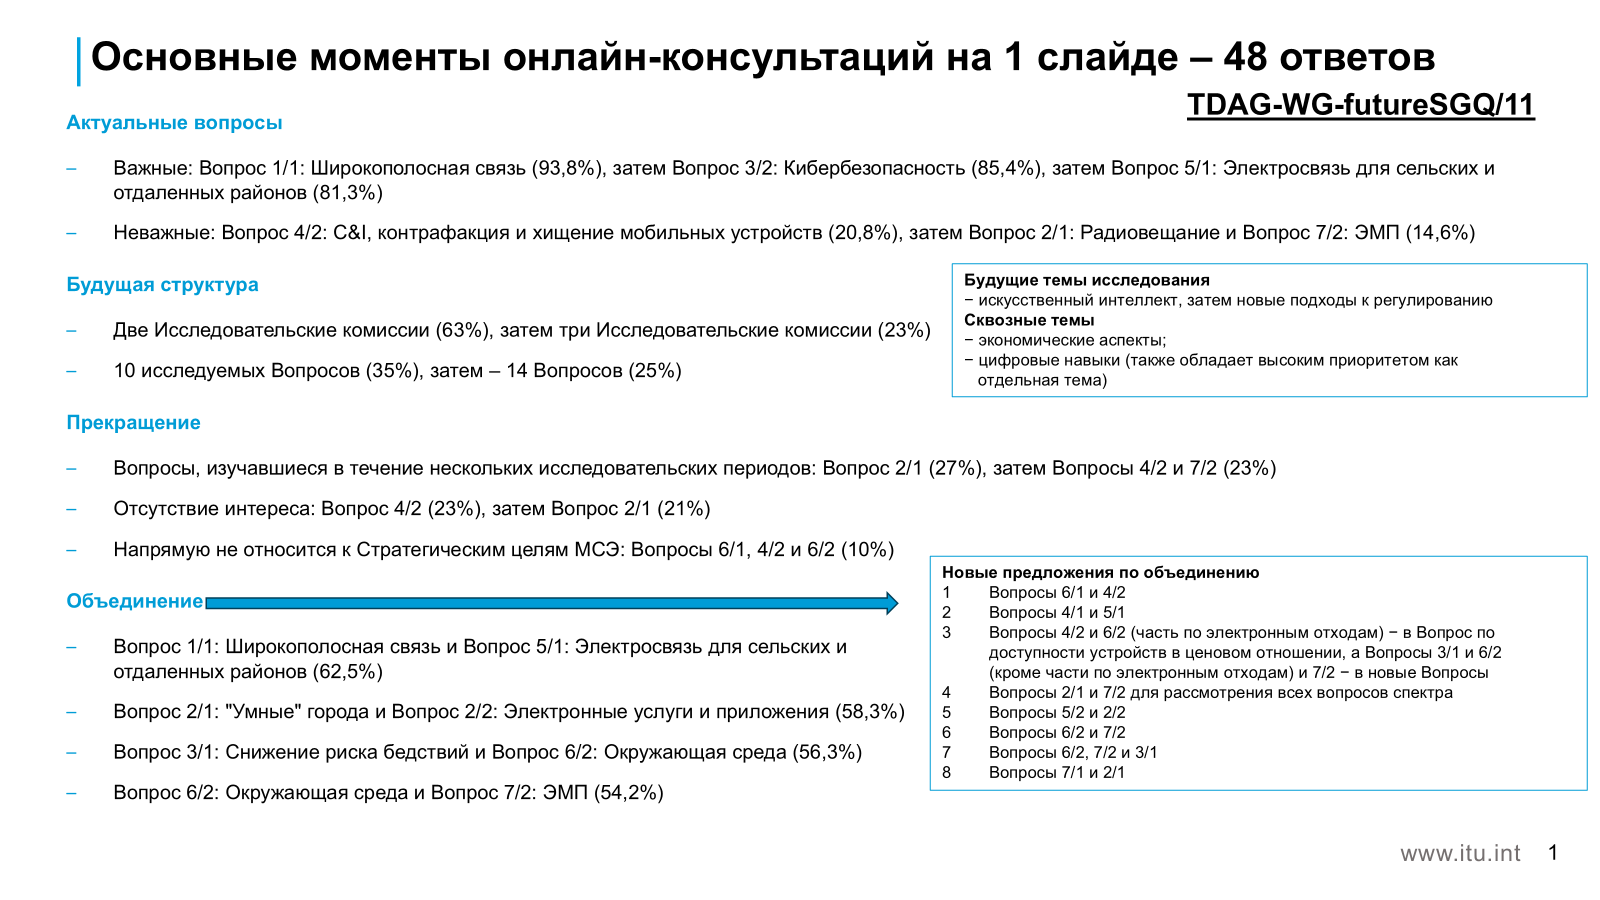 Основные моменты онлайн-консультаций на 1 слайде – 48 ответов
TDAG-WG-futureSGQ/11
Актуальные вопросы
– Важные: Вопрос 1/1: Широкополосная связь (93,8%), затем Вопрос 3/2: Кибербезопасность (85,4%), затем Вопрос 5/1: Электросвязь для сельских и
отдаленных районов (81,3%)
– Неважные: Вопрос 4/2: C&I, контрафакция и хищение мобильных устройств (20,8%), затем Вопрос 2/1: Радиовещание и Вопрос 7/2: ЭМП (14,6%)
Будущая структура
– Две Исследовательские комиссии (63%), затем три Исследовательские комиссии (23%)
– 10 исследуемых Вопросов (35%), затем – 14 Вопросов (25%)
Будущие темы исследования
− искусственный интеллект, затем новые подходы к регулированию
Сквозные темы
− экономические аспекты;
− цифровые навыки (также обладает высоким приоритетом как
отдельная тема)
Прекращение
– Вопросы, изучавшиеся в течение нескольких исследовательских периодов: Вопрос 2/1 (27%), затем Вопросы 4/2 и 7/2 (23%)
– Отсутствие интереса: Вопрос 4/2 (23%), затем Вопрос 2/1 (21%)
– Напрямую не относится к Стратегическим целям МСЭ: Вопросы 6/1, 4/2 и 6/2 (10%)
Объединение
– Вопрос 1/1: Широкополосная связь и Вопрос 5/1: Электросвязь для сельских и
отдаленных районов (62,5%)
– Вопрос 2/1: "Умные" города и Вопрос 2/2: Электронные услуги и приложения (58,3%)
– Вопрос 3/1: Снижение риска бедствий и Вопрос 6/2: Окружающая среда (56,3%)
– Вопрос 6/2: Окружающая среда и Вопрос 7/2: ЭМП (54,2%)
Новые предложения по объединению
1 Вопросы 6/1 и 4/2
2 Вопросы 4/1 и 5/1
3 Вопросы 4/2 и 6/2 (часть по электронным отходам) − в Вопрос по
доступности устройств в ценовом отношении, а Вопросы 3/1 и 6/2
(кроме части по электронным отходам) и 7/2 − в новые Вопросы
4 Вопросы 2/1 и 7/2 для рассмотрения всех вопросов спектра
5 Вопросы 5/2 и 2/2
6 Вопросы 6/2 и 7/2
7 Вопросы 6/2, 7/2 и 3/1
8 Вопросы 7/1 и 2/1
www.itu.int 1